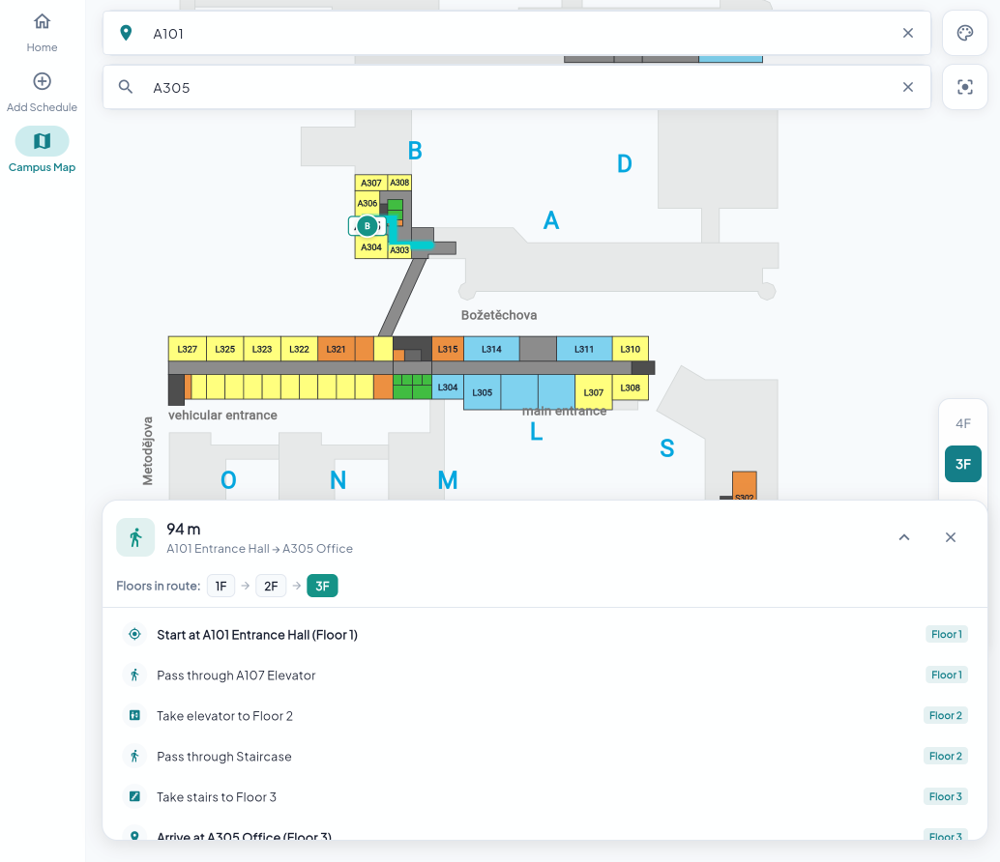 Home
Add Schedule
Campus Map
A101
A305
B
D
A
A307
A308
A306
B
A304
A303
Božetěchova
L327
L325
L323
L322
L321
L315
L314
L311
L310
L304
L305
L307
L308
vehicular entrance
main entrance
Metodějova
L
S
O
N
M
S302
4F
3F
94 m
A101 Entrance Hall → A305 Office
Floors in route: 1F → 2F → 3F
Start at A101 Entrance Hall (Floor 1)
Floor 1
Pass through A107 Elevator
Floor 1
Take elevator to Floor 2
Floor 2
Pass through Staircase
Floor 2
Take stairs to Floor 3
Floor 3
Arrive at A305 Office (Floor 3)
Floor 3